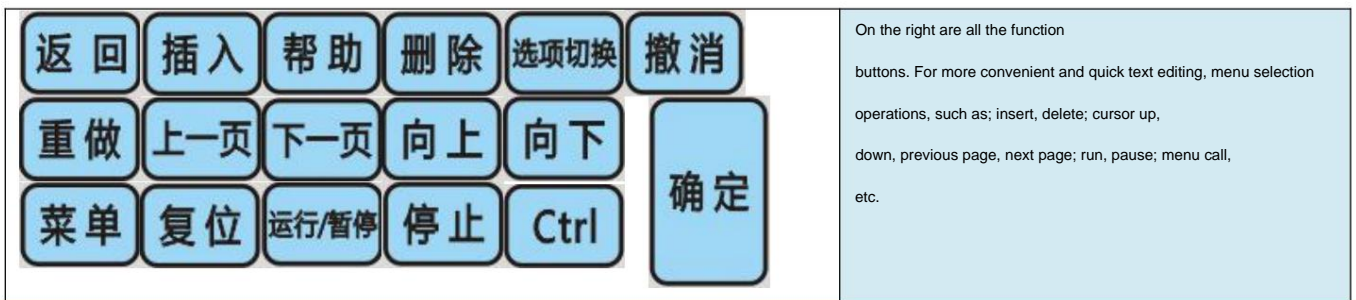 返回 插入 帮助 删除 选项切换 撤消
重做 上一页 下一页 向上 向下
确定
菜单 复位 运行/暂停 停止 Ctrl
On the right are all the function
buttons. For more convenient and quick text editing, menu selection
operations, such as; insert, delete; cursor up,
down, previous page, next page; run, pause; menu call,
etc.